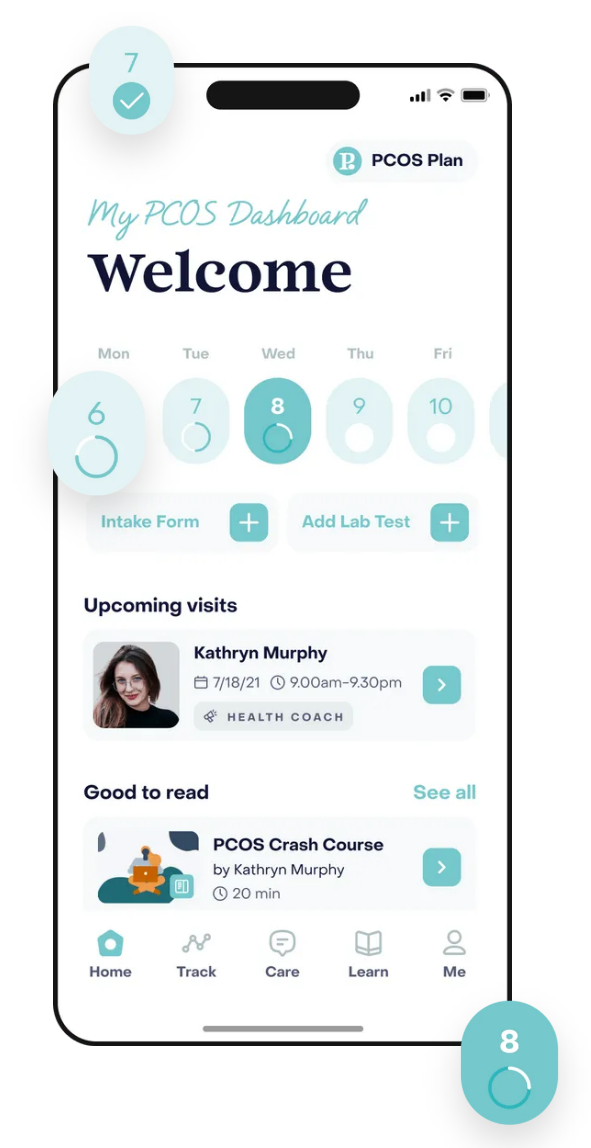 7
PCOS Plan
My PCOS Dashboard
Welcome
Mon Tue Wed Thu Fri
6 7 8 9 10
Intake Form Add Lab Test
Upcoming visits
Kathryn Murphy
7/18/21 9.00am–9.30pm
HEALTH COACH
Good to read See all
PCOS Crash Course
by Kathryn Murphy
20 min
Home Track Care Learn Me
8